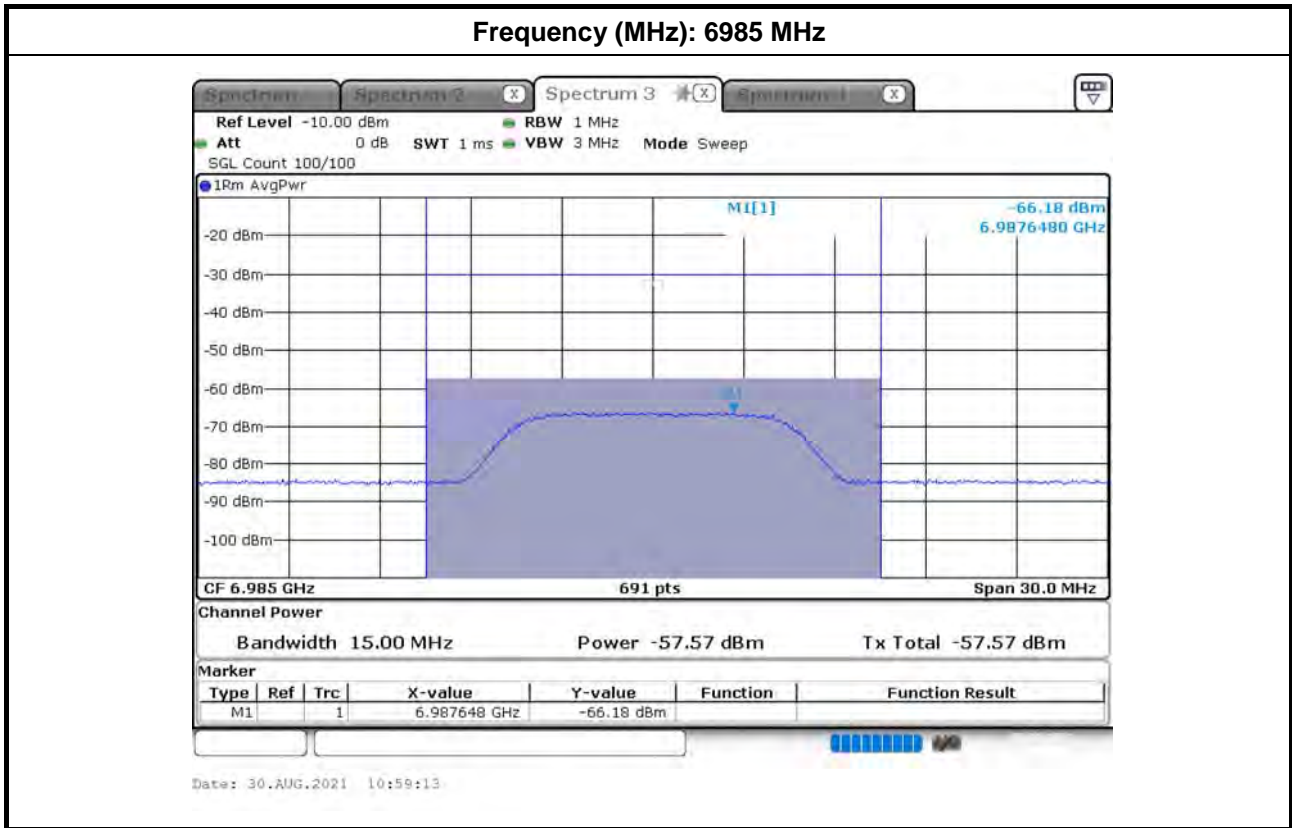 Frequency (MHz): 6985 MHz
Spectrum Spectrum 2 X Spectrum 3 X Spectrum X
Ref Level -10.00 dBm RBW 1 MHz
Att 0 dB SWT 1 ms VBW 3 MHz Mode Sweep
SGL Count 100/100
1Rm AvgPwr
M1[1] -66.18 dBm
6.9876480 GHz
-20 dBm
-30 dBm
-40 dBm
-50 dBm
-60 dBm
M1
-70 dBm
-80 dBm
-90 dBm
-100 dBm
CF 6.985 GHz 691 pts Span 30.0 MHz
Channel Power
Bandwidth 15.00 MHz Power -57.57 dBm Tx Total -57.57 dBm
Marker
Type Ref Trc X-value Y-value Function Function Result
M1 1 6.987648 GHz -66.18 dBm
Date: 30.AUG.2021 10:59:13